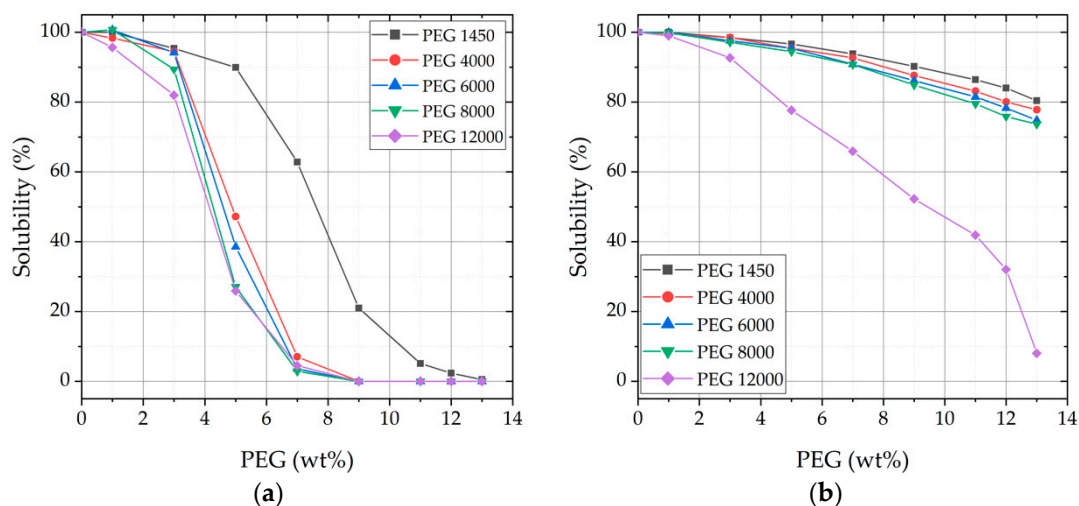 100
80
60
40
20
0
Solubility (%)
0 2 4 6 8 10 12 14
PEG (wt%)
PEG 1450
PEG 4000
PEG 6000
PEG 8000
PEG 12000
(a)
100
80
60
40
20
0
Solubility (%)
0 2 4 6 8 10 12 14
PEG (wt%)
PEG 1450
PEG 4000
PEG 6000
PEG 8000
PEG 12000
(b)